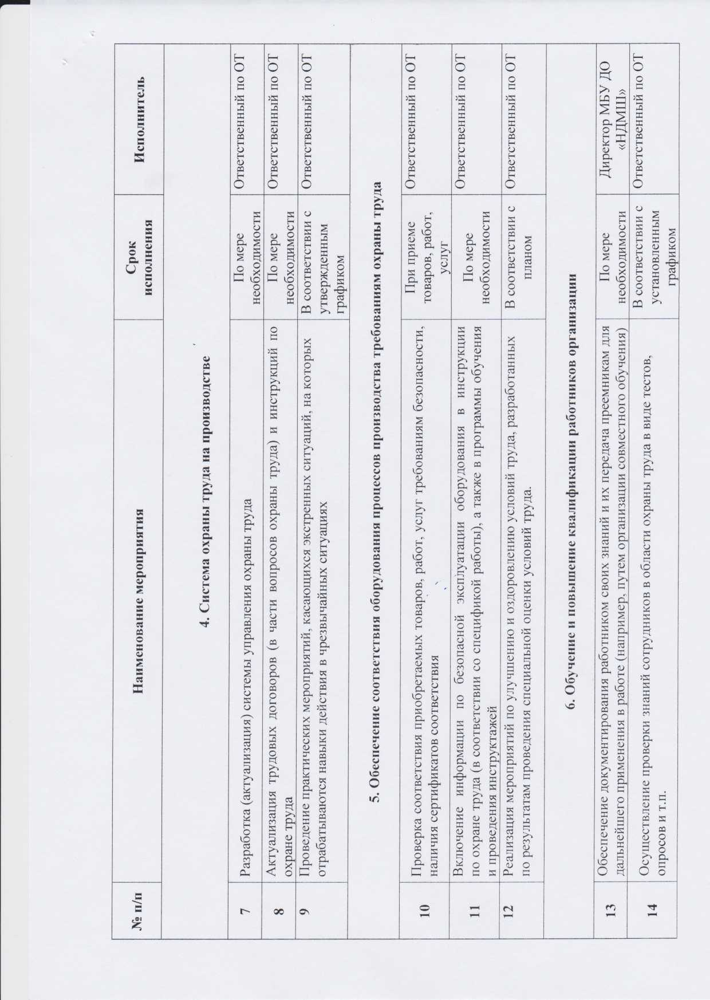 № п/п
Наименование мероприятия
Срок
исполнения
Исполнитель
4. Система охраны труда на производстве
7
Разработка (актуализация) системы управления охраны труда
По мере
необходимости
Ответственный по ОТ
8
Актуализация трудовых договоров (в части вопросов охраны труда) и инструкций по
охране труда
По мере
необходимости
Ответственный по ОТ
9
Проведение практических мероприятий, касающихся экстренных ситуаций, на которых
отрабатываются навыки действия в чрезвычайных ситуациях
В соответствии с
утвержденным
графиком
Ответственный по ОТ
5. Обеспечение соответствия оборудования процессов производства требованиям охраны труда
10
Проверка соответствия приобретаемых товаров, работ, услуг требованиям безопасности,
наличия сертификатов соответствия
При приеме
товаров, работ,
услуг
Ответственный по ОТ
11
Включение информации по безопасной эксплуатации оборудования в инструкции
по охране труда (в соответствии со спецификой работы), а также в программы обучения
и проведения инструктажей
По мере
необходимости
Ответственный по ОТ
12
Реализация мероприятий по улучшению и оздоровлению условий труда, разработанных
по результатам проведения специальной оценки условий труда.
В соответствии с
планом
Ответственный по ОТ
6. Обучение и повышение квалификации работников организации
13
Обеспечение документирования работником своих знаний и их передача преемникам для
дальнейшего применения в работе (например, путем организации совместного обучения)
По мере
необходимости
Директор МБУ ДО
«НДМШ»
14
Осуществление проверки знаний сотрудников в области охраны труда в виде тестов,
опросов и т.п.
В соответствии с
установленным
графиком
Ответственный по ОТ